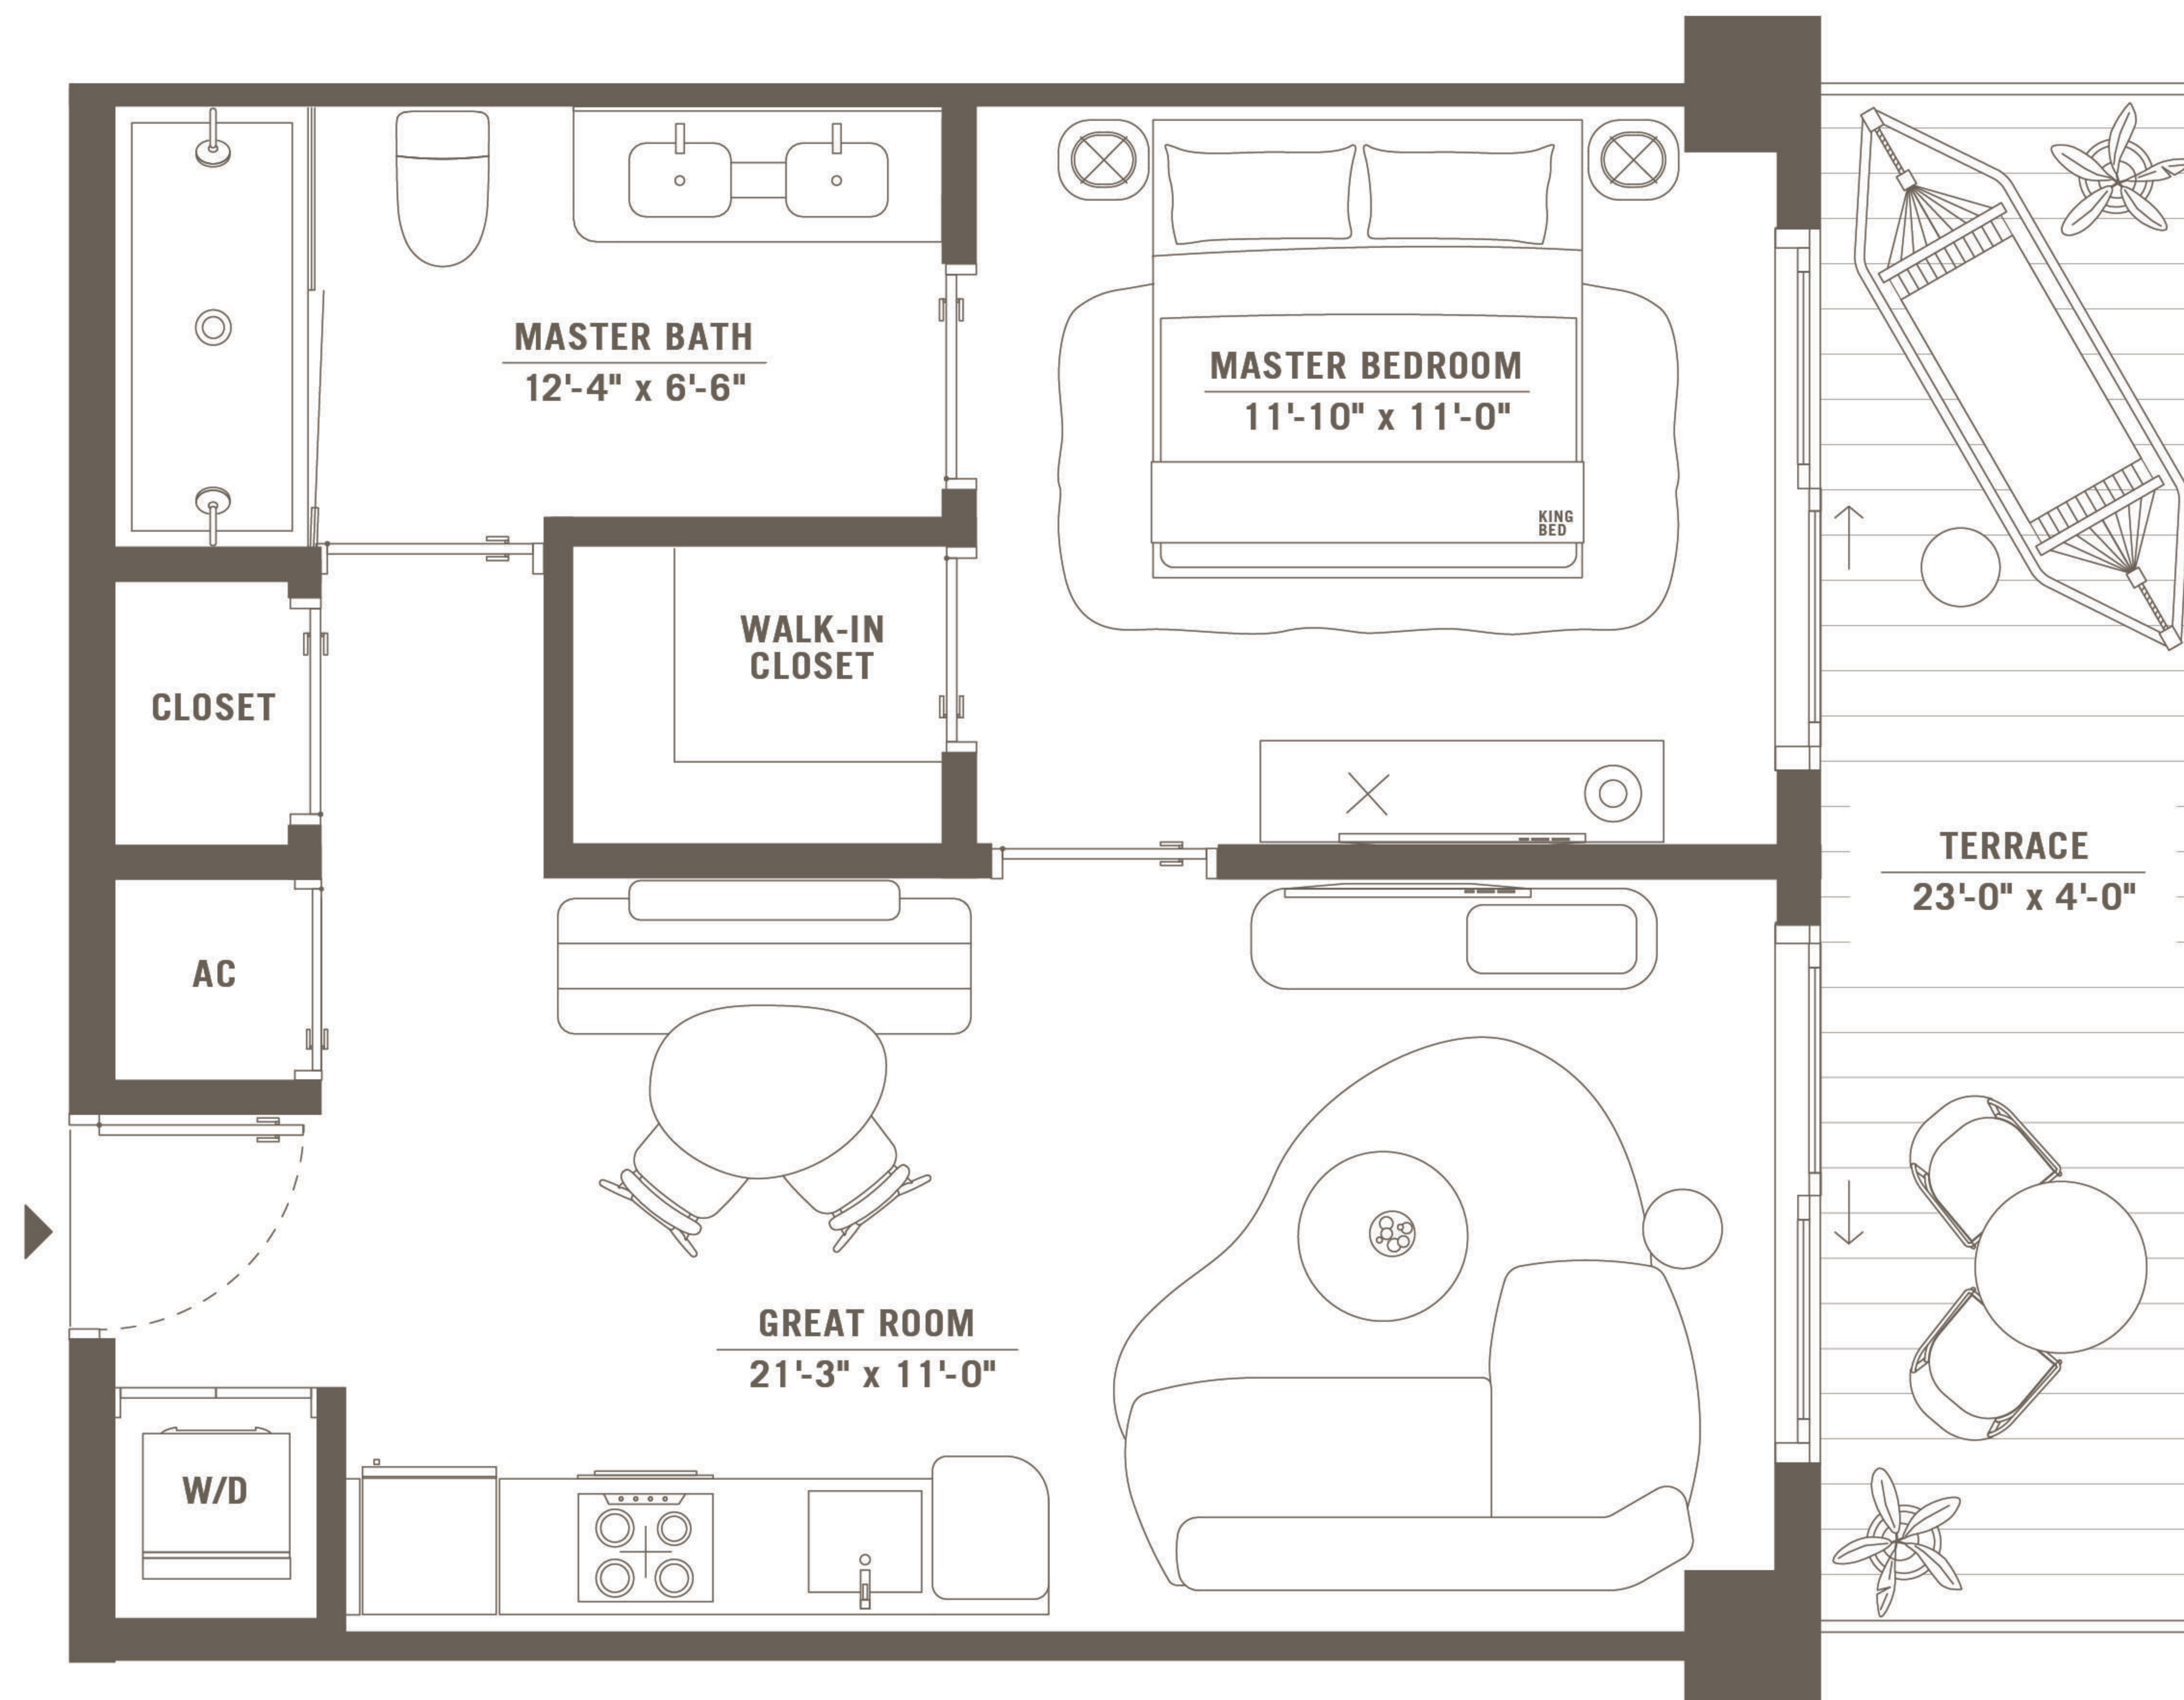 MASTER BATH
12'-4" x 6'-6"
MASTER BEDROOM
11'-10" x 11'-0"
KING
BED
WALK-IN
CLOSET
CLOSET
TERRACE
23'-0" x 4'-0"
AC
GREAT ROOM
21'-3" x 11'-0"
W/D